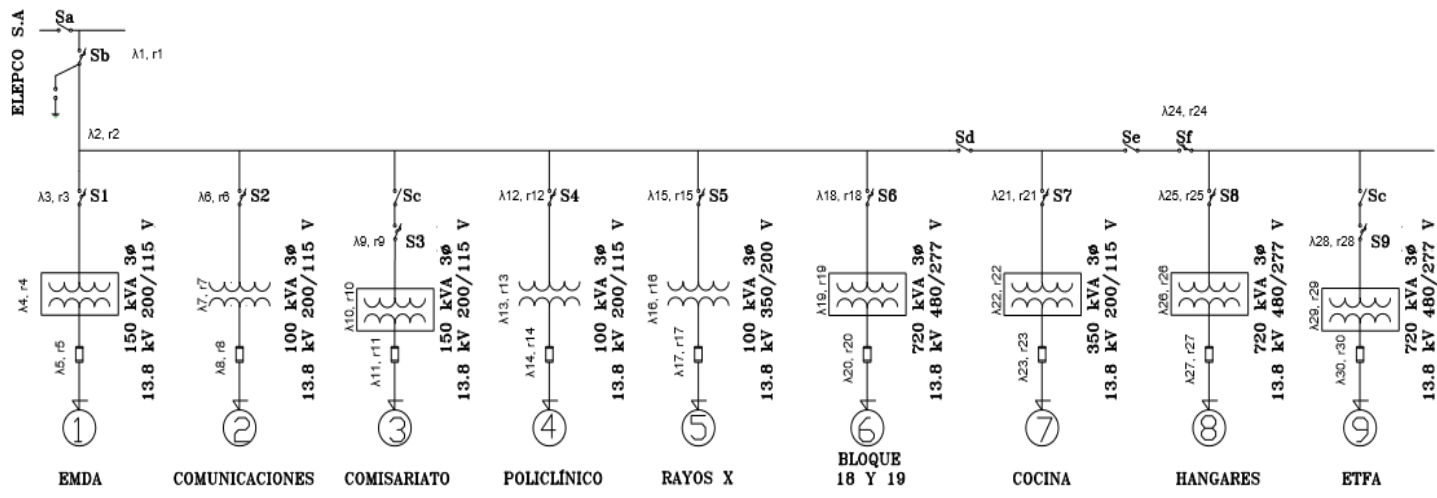 ELEPCO S.A
Sa
Sb
λ1, r1
λ2, r2
Sd
Se
λ24, r24
Sf
λ3, r3
S1
λ6, r6
S2
Sc
λ9, r9
S3
λ12, r12
S4
λ15, r15
S5
λ18, r18
S6
λ21, r21
S7
λ25, r25
S8
Sc
λ28, r28
S9
λ4, r4
λ5, r5
150 kVA 3ø
13.8 kV 200/115 V
λ7, r7
λ8, r8
100 kVA 3ø
13.8 kV 200/115 V
λ10, r10
λ11, r11
150 kVA 3ø
13.8 kV 200/115 V
λ13, r13
λ14, r14
100 kVA 3ø
13.8 kV 200/115 V
λ16, r16
λ17, r17
100 kVA 3ø
13.8 kV 350/200 V
λ19, r19
λ20, r20
720 kVA 3ø
13.8 kV 480/277 V
λ22, r22
λ23, r23
350 kVA 3ø
13.8 kV 200/115 V
λ26, r26
λ27, r27
720 kVA 3ø
13.8 kV 480/277 V
λ29, r29
λ30, r30
720 kVA 3ø
13.8 kV 480/277 V
1
2
3
4
5
6
7
8
9
EMDA
COMUNICACIONES
COMISARIATO
POLICLÍNICO
RAYOS X
BLOQUE
18 Y 19
COCINA
HANGARES
ETFA